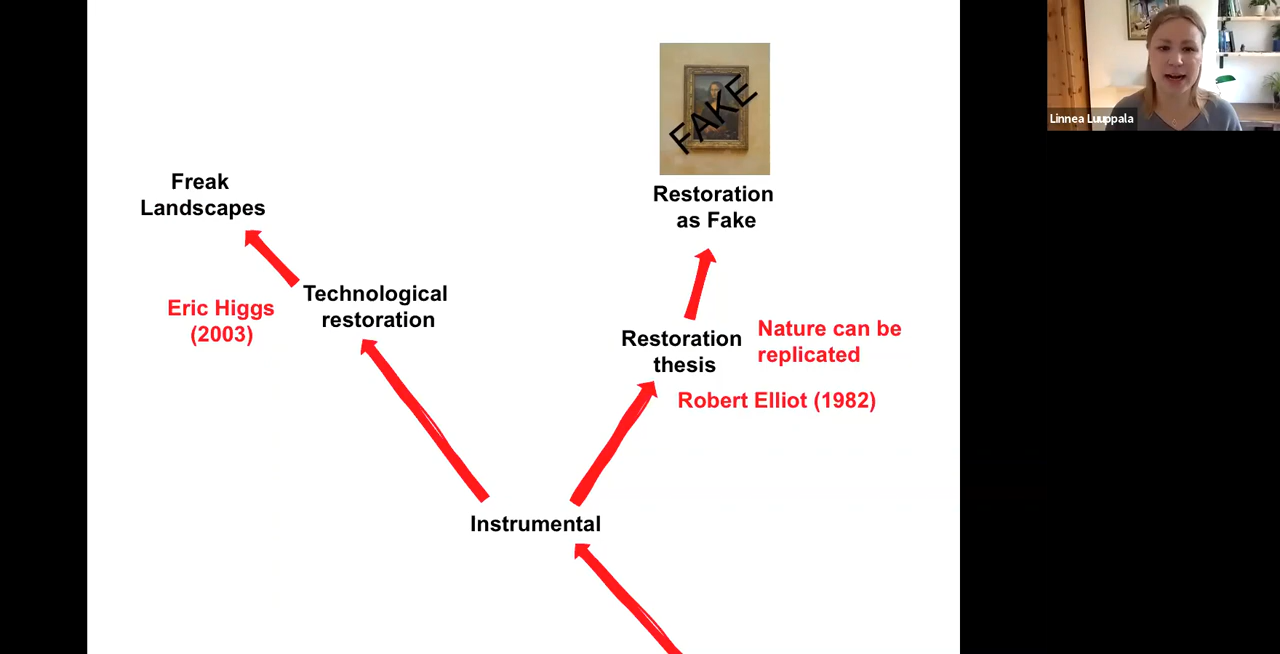 FAKE
Linnea Luuppala
Freak
Landscapes
Restoration
as Fake
Technological
restoration
Eric Higgs
(2003)
Restoration
thesis
Nature can be
replicated
Robert Elliot (1982)
Instrumental